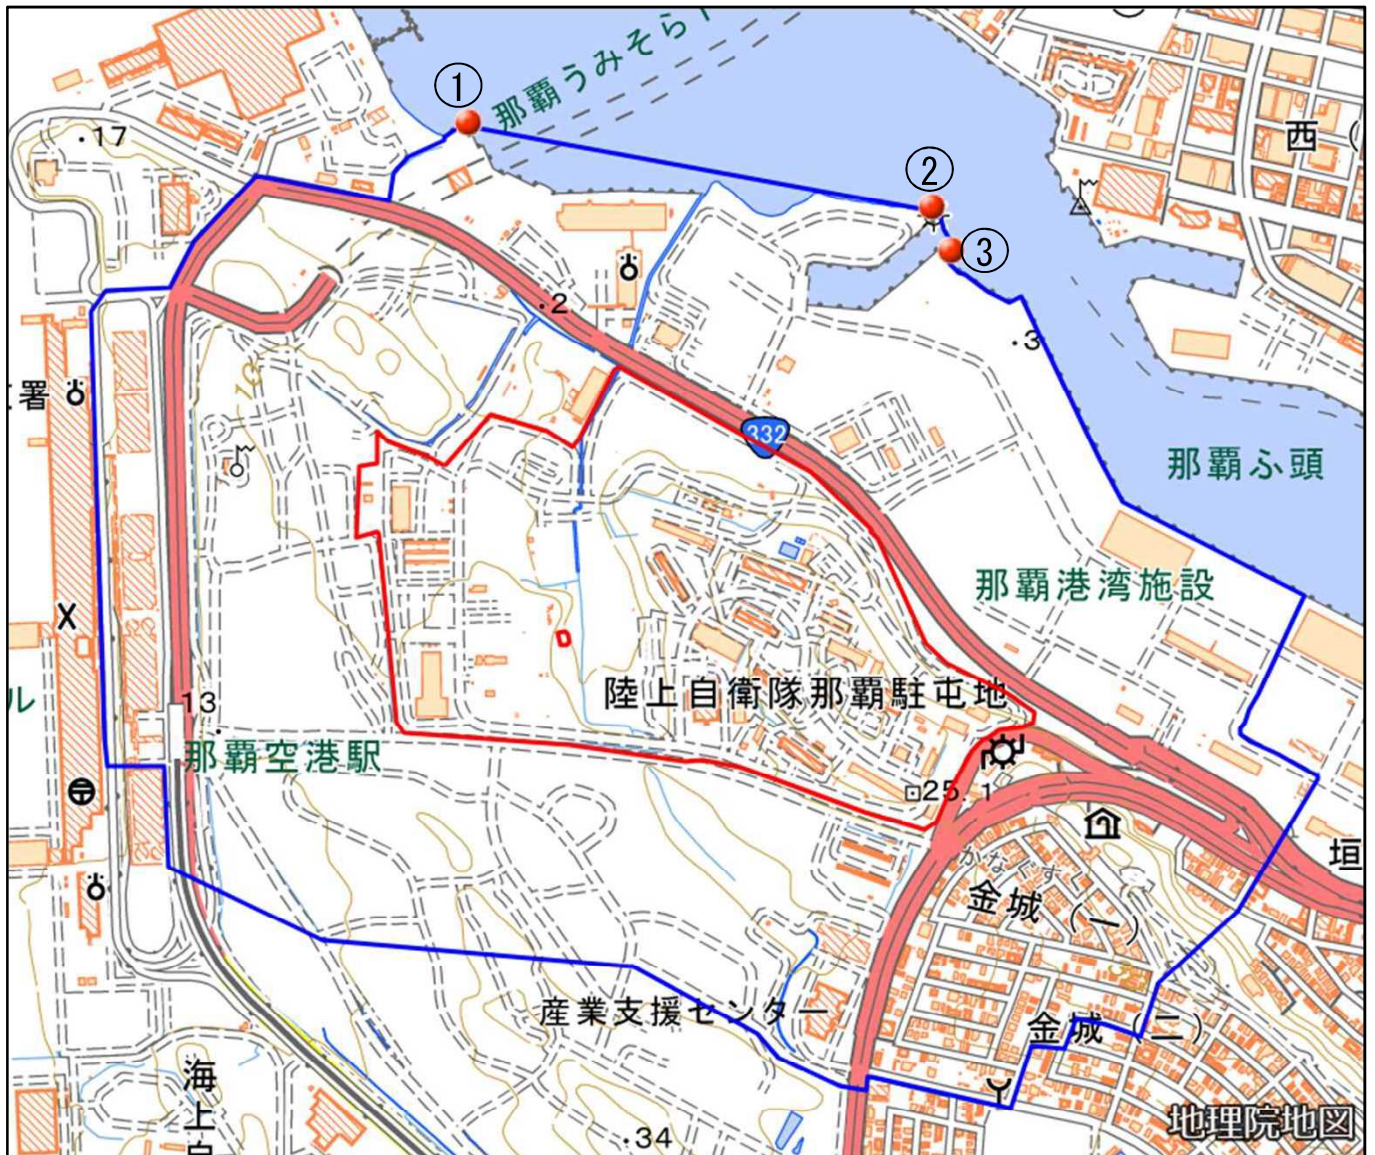 ①
那覇うみそら
②
③
・17
西
・2
・3
署
332
那覇ふ頭
那覇港湾施設
陸上自衛隊那覇駐屯地
ル
13
那覇空港駅
25.1
かなぐすく
金城(一)
垣
産業支援センター
金城(二)
海上
・34
地理院地図